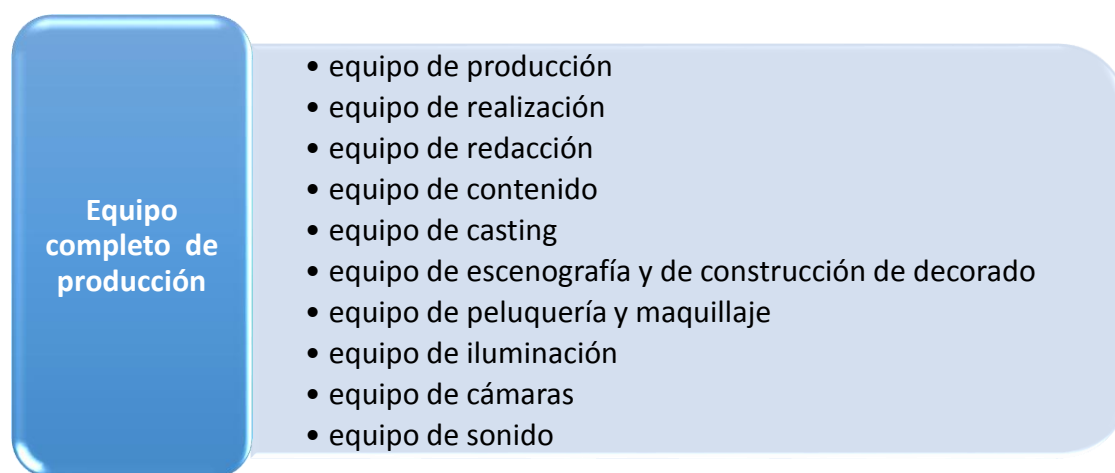 Equipo
completo de
producción
• equipo de producción
• equipo de realización
• equipo de redacción
• equipo de contenido
• equipo de casting
• equipo de escenografía y de construcción de decorado
• equipo de peluquería y maquillaje
• equipo de iluminación
• equipo de cámaras
• equipo de sonido